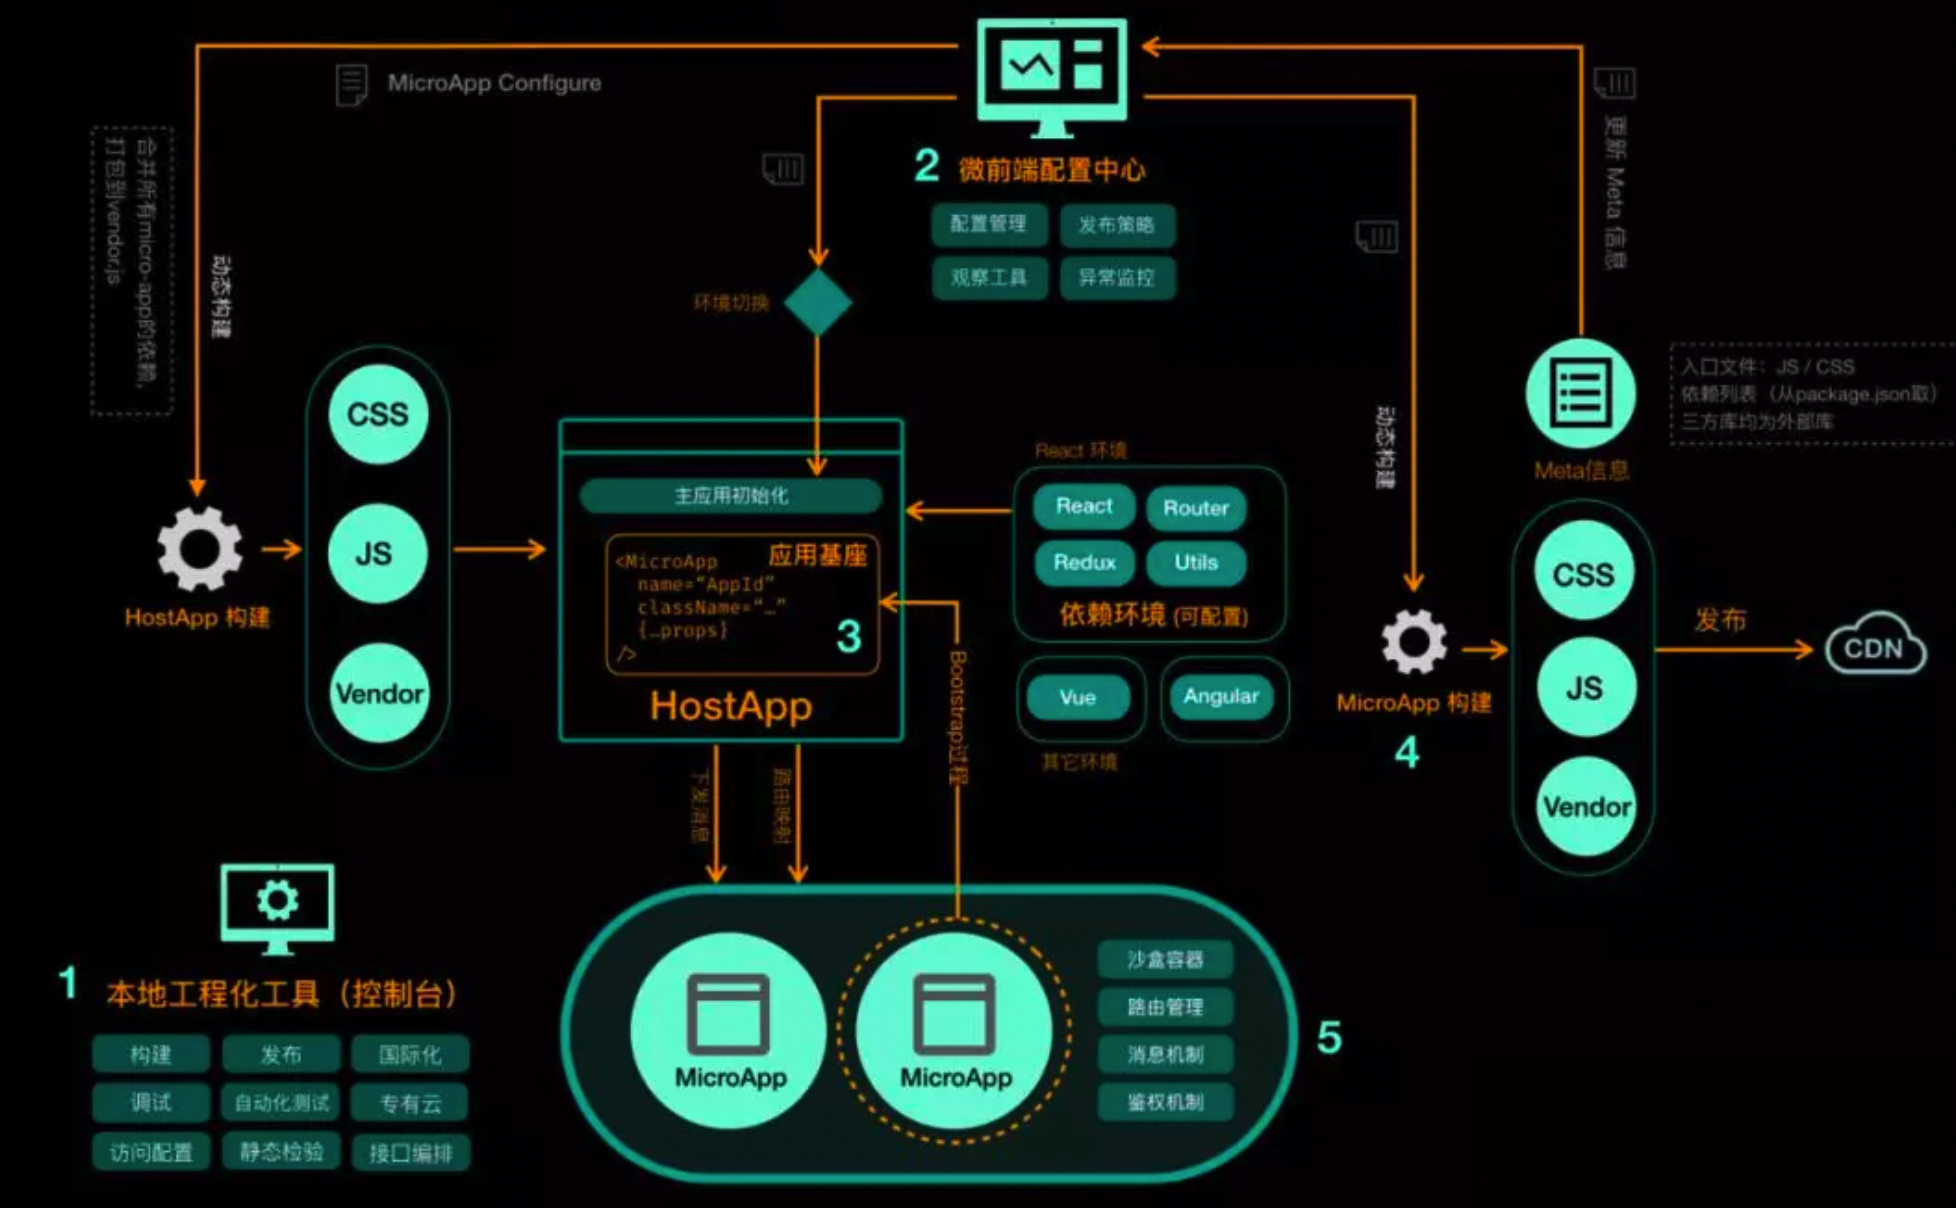 MicroApp Configure
合并所有micro-app的依赖,
打包到vendor.js
动态构建
HostApp 构建
CSS
JS
Vendor
2 微前端配置中心
配置管理
发布策略
观察工具
异常监控
环境切换
主应用初始化
应用基座
<MicroApp
name="AppId"
className="…"
{…props}
/>
3
HostApp
React 环境
React
Router
Redux
Utils
依赖环境 (可配置)
Vue
Angular
其它环境
Bootstrap过程
下发消息
路由映射
更新 Meta 信息
Meta信息
入口文件：JS / CSS
依赖列表（从package.json取）
三方库均为外部库
动态构建
MicroApp 构建
4
CSS
JS
Vendor
发布
CDN
1 本地工程化工具（控制台）
构建
发布
国际化
调试
自动化测试
专有云
访问配置
静态检验
接口编排
MicroApp
MicroApp
沙盒容器
路由管理
消息机制
鉴权机制
5